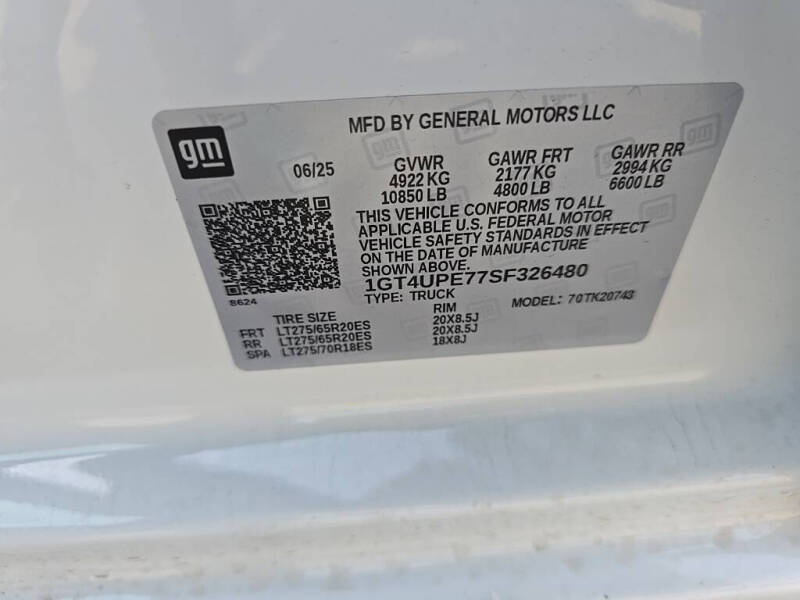 MFD BY GENERAL MOTORS LLC
gm
06/25 GVWR GAWR FRT GAWR RR
4922 KG 2177 KG 2994 KG
10850 LB 4800 LB 6600 LB
THIS VEHICLE CONFORMS TO ALL
APPLICABLE U.S. FEDERAL MOTOR
VEHICLE SAFETY STANDARDS IN EFFECT
ON THE DATE OF MANUFACTURE
SHOWN ABOVE.
8624
1GT4UPE77SF326480
TYPE: TRUCK MODEL: 70TK20743
TIRE SIZE RIM
FRT LT275/65R20ES 20X8.5J
RR LT275/65R20ES 20X8.5J
SPA LT275/70R18ES 18X8J